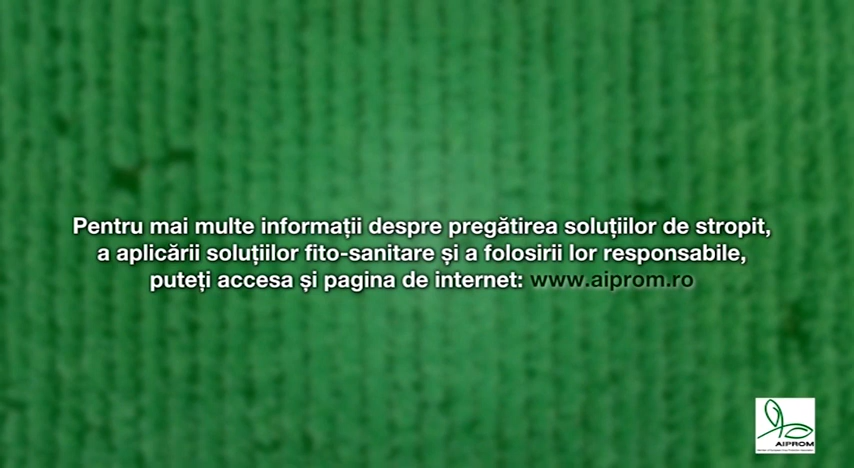 Pentru mai multe informații despre pregătirea soluțiilor de stropit,
a aplicării soluțiilor fito-sanitare și a folosirii lor responsabile,
puteți accesa și pagina de internet: www.aiprom.ro
AIPROM